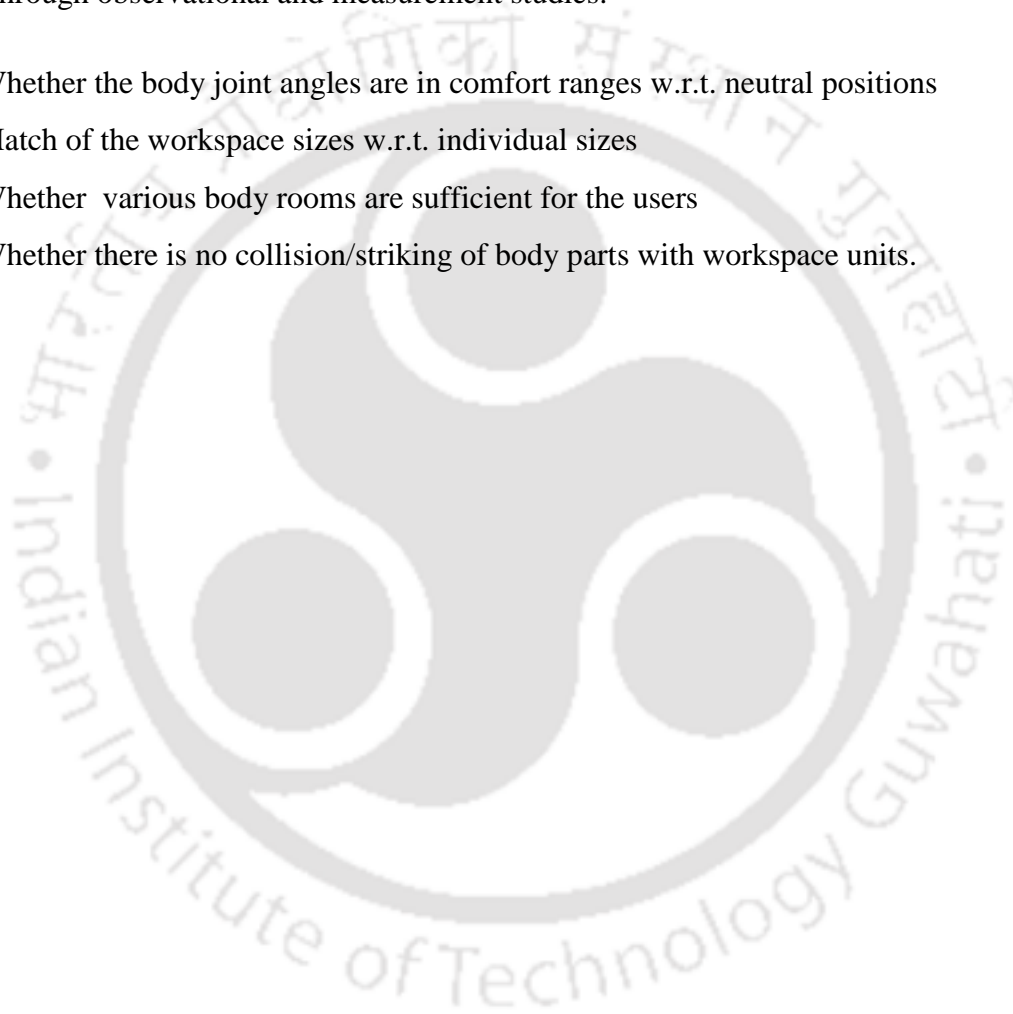 through observational and measurement studies.
Whether the body joint angles are in comfort ranges w.r.t. neutral positions
Match of the workspace sizes w.r.t. individual sizes
Whether various body rooms are sufficient for the users
Whether there is no collision/striking of body parts with workspace units.
भारतीय प्रौद्योगिकी संस्थान गुवाहाटी
Indian Institute of Technology Guwahati